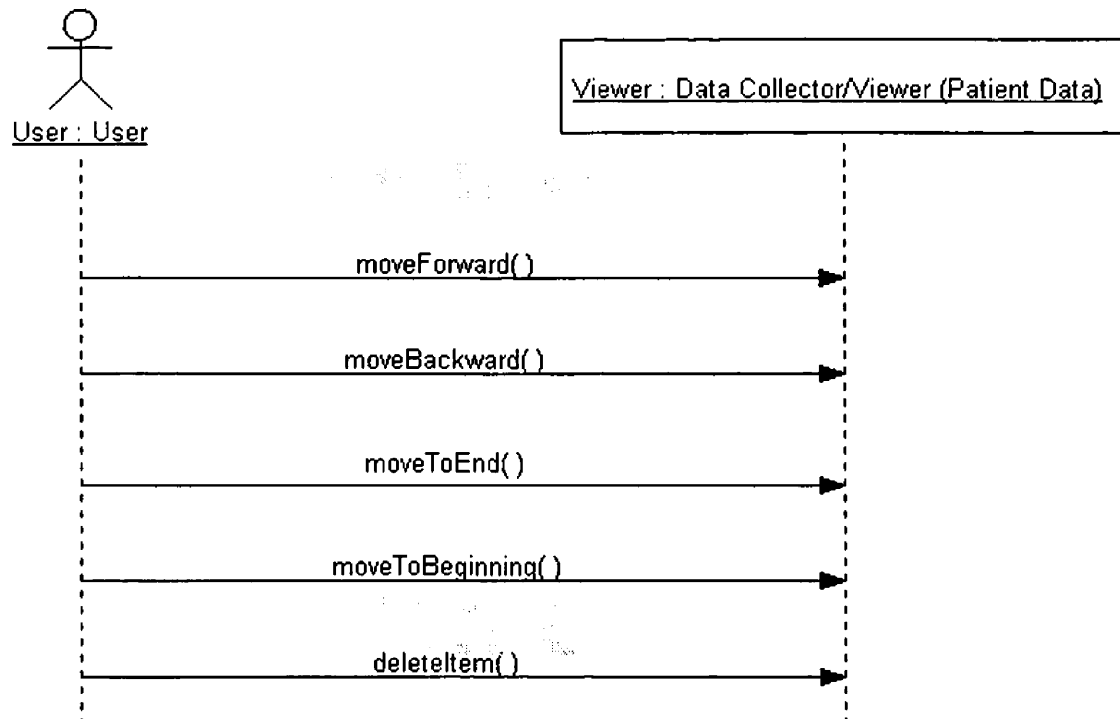 User : User
Viewer : Data Collector/Viewer (Patient Data)
moveForward( )
moveBackward( )
moveToEnd( )
moveToBeginning( )
deleteItem( )